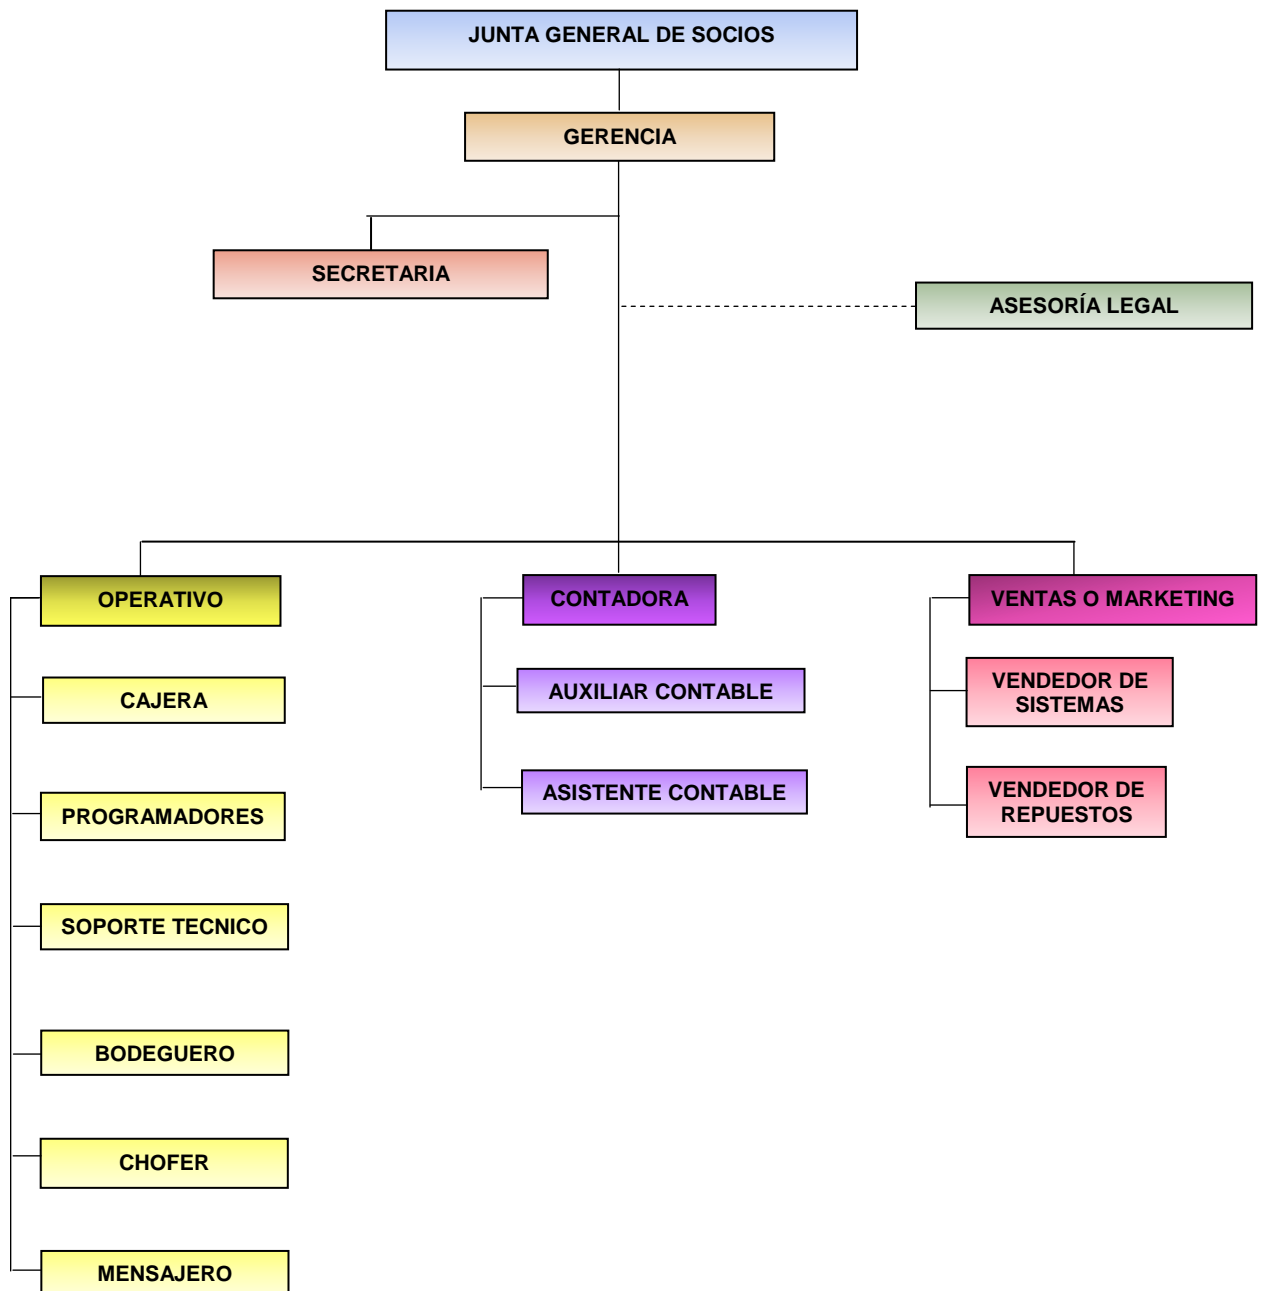 JUNTA GENERAL DE SOCIOS
GERENCIA
SECRETARIA
ASESORÍA LEGAL
OPERATIVO
CONTADORA
VENTAS O MARKETING
CAJERA
AUXILIAR CONTABLE
VENDEDOR DE
SISTEMAS
PROGRAMADORES
ASISTENTE CONTABLE
VENDEDOR DE
REPUESTOS
SOPORTE TECNICO
BODEGUERO
CHOFER
MENSAJERO